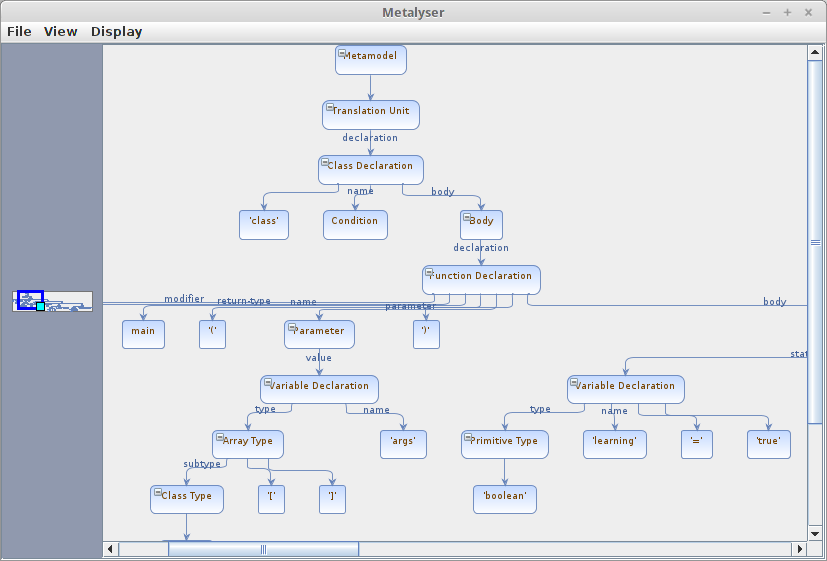 Metalyser
File View Display
Metamodel
Translation Unit
declaration
Class Declaration
name
body
'class'
Condition
Body
declaration
Function Declaration
modifier
return-type
name
parameter
body
main
'('
Parameter
')'
value
Variable Declaration
Variable Declaration
type
name
type
name
Array Type
'args'
Primitive Type
'learning'
'='
'true'
subtype
Class Type
'['
']'
'boolean'